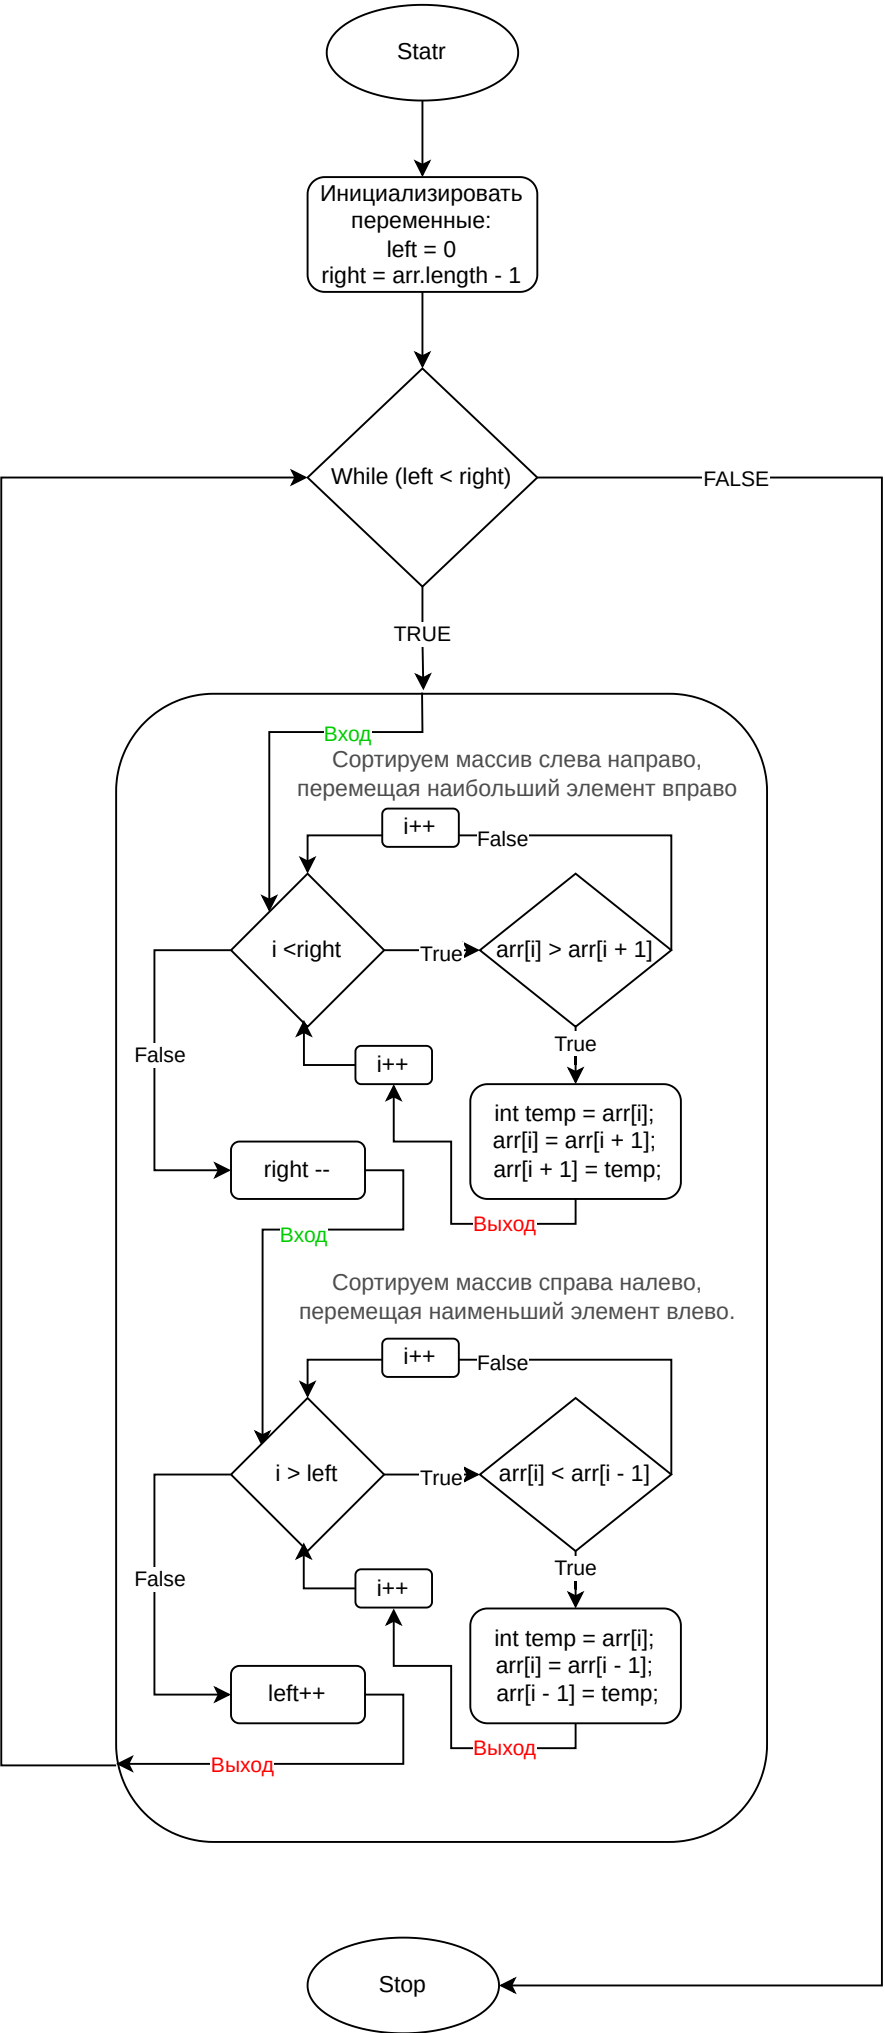 Statr
Инициализировать
переменные:
left = 0
right = arr.length - 1
While (left < right)
FALSE
TRUE
Вход
Сортируем массив слева направо,
перемещая наибольший элемент вправо
i++
False
i <right
True
arr[i] > arr[i + 1]
True
False
i++
int temp = arr[i];
arr[i] = arr[i + 1];
arr[i + 1] = temp;
right --
Выход
Вход
Сортируем массив справа налево,
перемещая наименьший элемент влево.
i++
False
i > left
True
arr[i] < arr[i - 1]
True
False
i++
int temp = arr[i];
arr[i] = arr[i - 1];
arr[i - 1] = temp;
left++
Выход
Выход
Stop